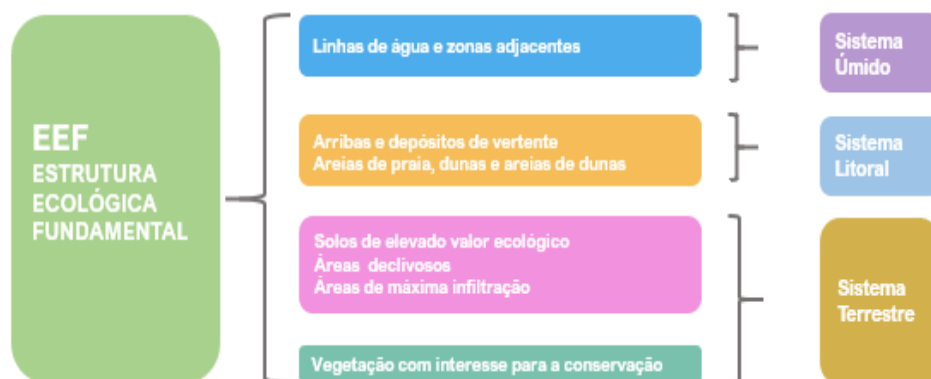 EEF
ESTRUTURA
ECOLÓGICA
FUNDAMENTAL
Linhas de água e zonas adjacentes
Sistema
Úmido
Arribas e depósitos de vertente
Areias de praia, dunas e areias de dunas
Sistema
Litoral
Solos de elevado valor ecológico
Áreas declivosos
Áreas de máxima infiltração
Vegetação com interesse para a conservação
Sistema
Terrestre